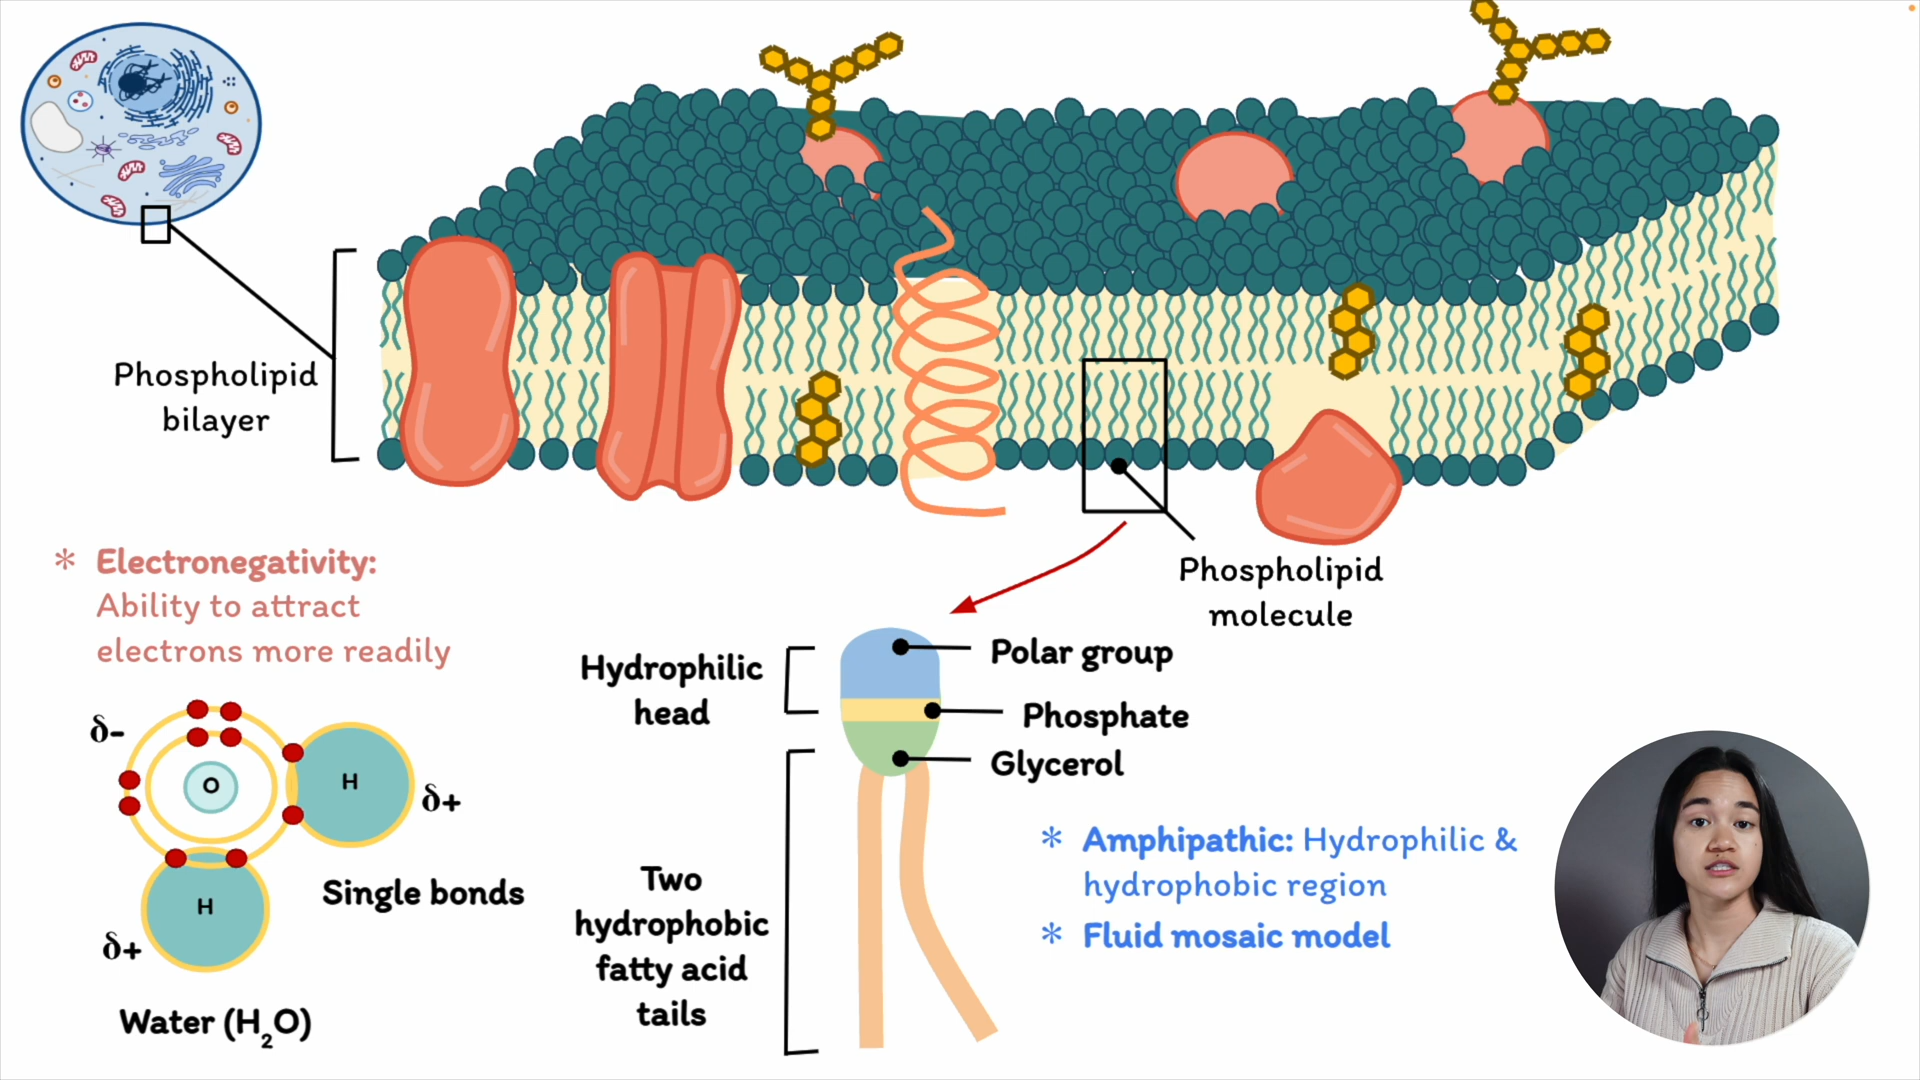 Phospholipid
bilayer
Phospholipid
molecule
* Electronegativity:
Ability to attract
electrons more readily
δ-
O
H
δ+
H
δ+
Single bonds
Water (H₂O)
Hydrophilic
head
Polar group
Phosphate
Glycerol
Two
hydrophobic
fatty acid
tails
* Amphipathic: Hydrophilic &
hydrophobic region
* Fluid mosaic model